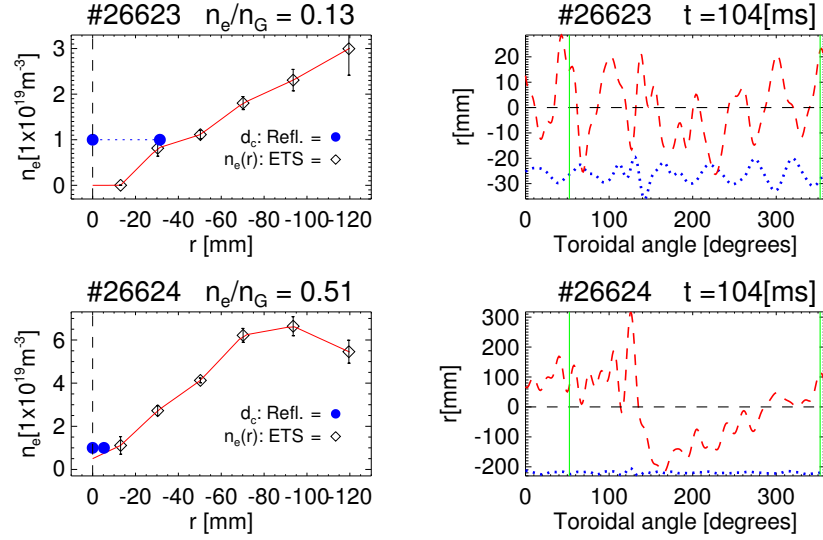 #26623 n_e/n_G = 0.13
n_e[1x10^19 m^-3]
3
2
1
0
d_c: Refl. =
n_e(r): ETS =
0 -20 -40 -60 -80 -100 -120
r [mm]
#26623 t =104[ms]
r[mm]
20
10
0
-10
-20
-30
0 100 200 300
Toroidal angle [degrees]
#26624 n_e/n_G = 0.51
n_e[1x10^19 m^-3]
6
4
2
0
d_c: Refl. =
n_e(r): ETS =
0 -20 -40 -60 -80 -100 -120
r [mm]
#26624 t =104[ms]
r[mm]
300
200
100
0
-100
-200
0 100 200 300
Toroidal angle [degrees]